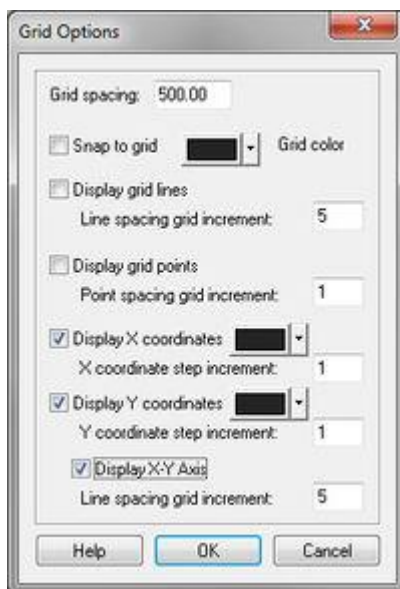 Grid Options
Grid spacing: 500.00
Snap to grid Grid color
Display grid lines
Line spacing grid increment: 5
Display grid points
Point spacing grid increment: 1
Display X coordinates
X coordinate step increment: 1
Display Y coordinates
Y coordinate step increment: 1
Display X-Y Axis
Line spacing grid increment: 5
Help OK Cancel